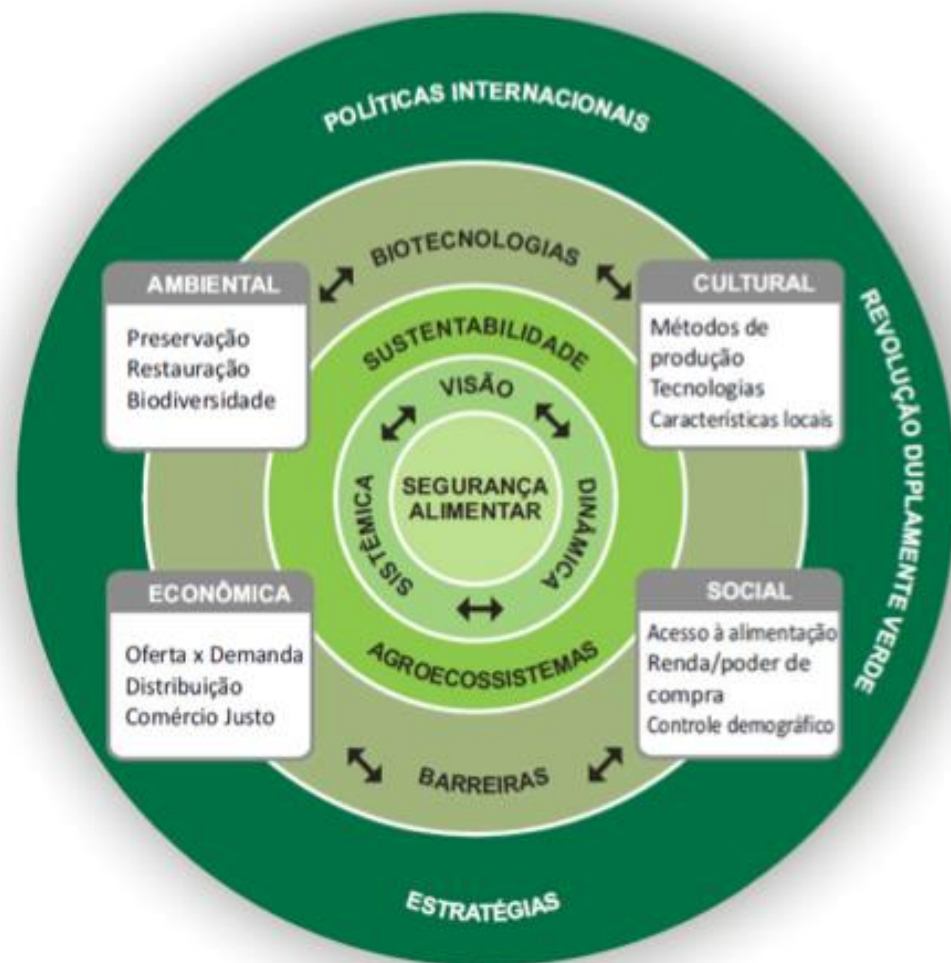 POLÍTICAS INTERNACIONAIS
BIOTECNOLOGIAS
AMBIENTAL
Preservação
Restauração
Biodiversidade
CULTURAL
Métodos de
produção
Tecnologias
Características locais
REVOLUÇÃO DUPLAMENTE VERDE
SUSTENTABILIDADE
VISÃO
SISTÊMICA
DINÂMICA
SEGURANÇA
ALIMENTAR
ECONÔMICA
Oferta x Demanda
Distribuição
Comércio Justo
SOCIAL
Acesso à alimentação
Renda/poder de
compra
Controle demográfico
AGROECOSSISTEMAS
BARREIRAS
ESTRATÉGIAS